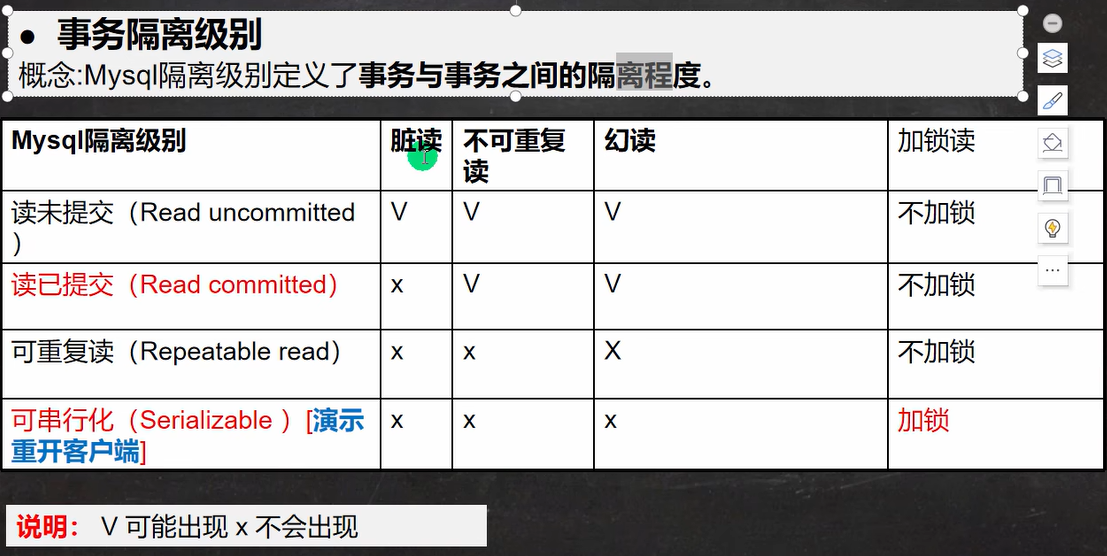 ● 事务隔离级别
概念:Mysql隔离级别定义了事务与事务之间的隔离程度。
Mysql隔离级别 脏读 不可重复 幻读 加锁读
读
读未提交（Read uncommitted V V V 不加锁
）
读已提交（Read committed） x V V 不加锁
可重复读（Repeatable read） x x X 不加锁
可串行化（Serializable ）[演示 x x x 加锁
重开客户端]
说明： V 可能出现 x 不会出现